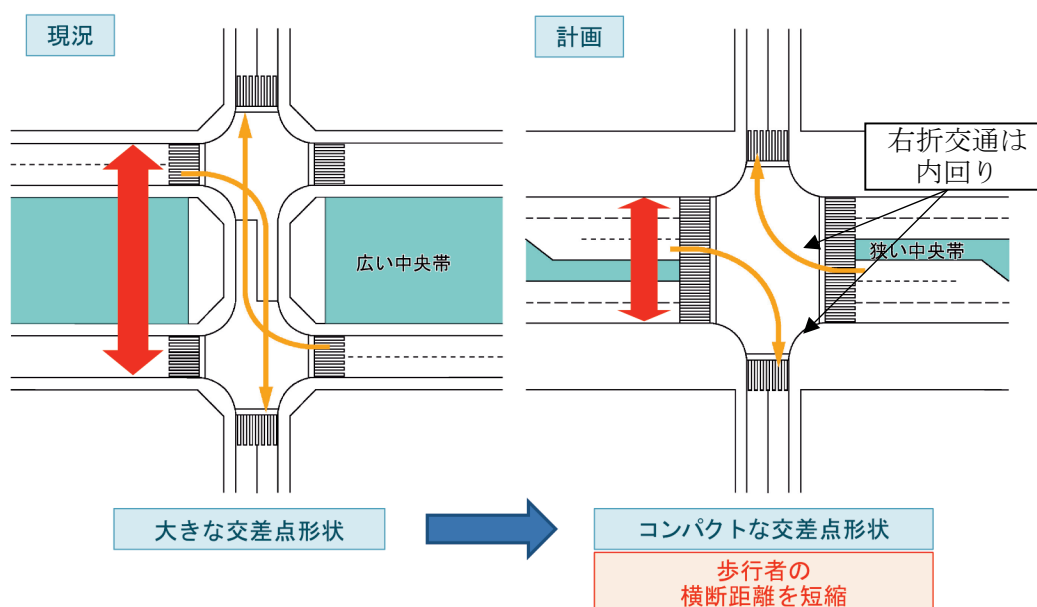 現況
計画
右折交通は
内回り
広い中央帯
狭い中央帯
大きな交差点形状
コンパクトな交差点形状
歩行者の
横断距離を短縮